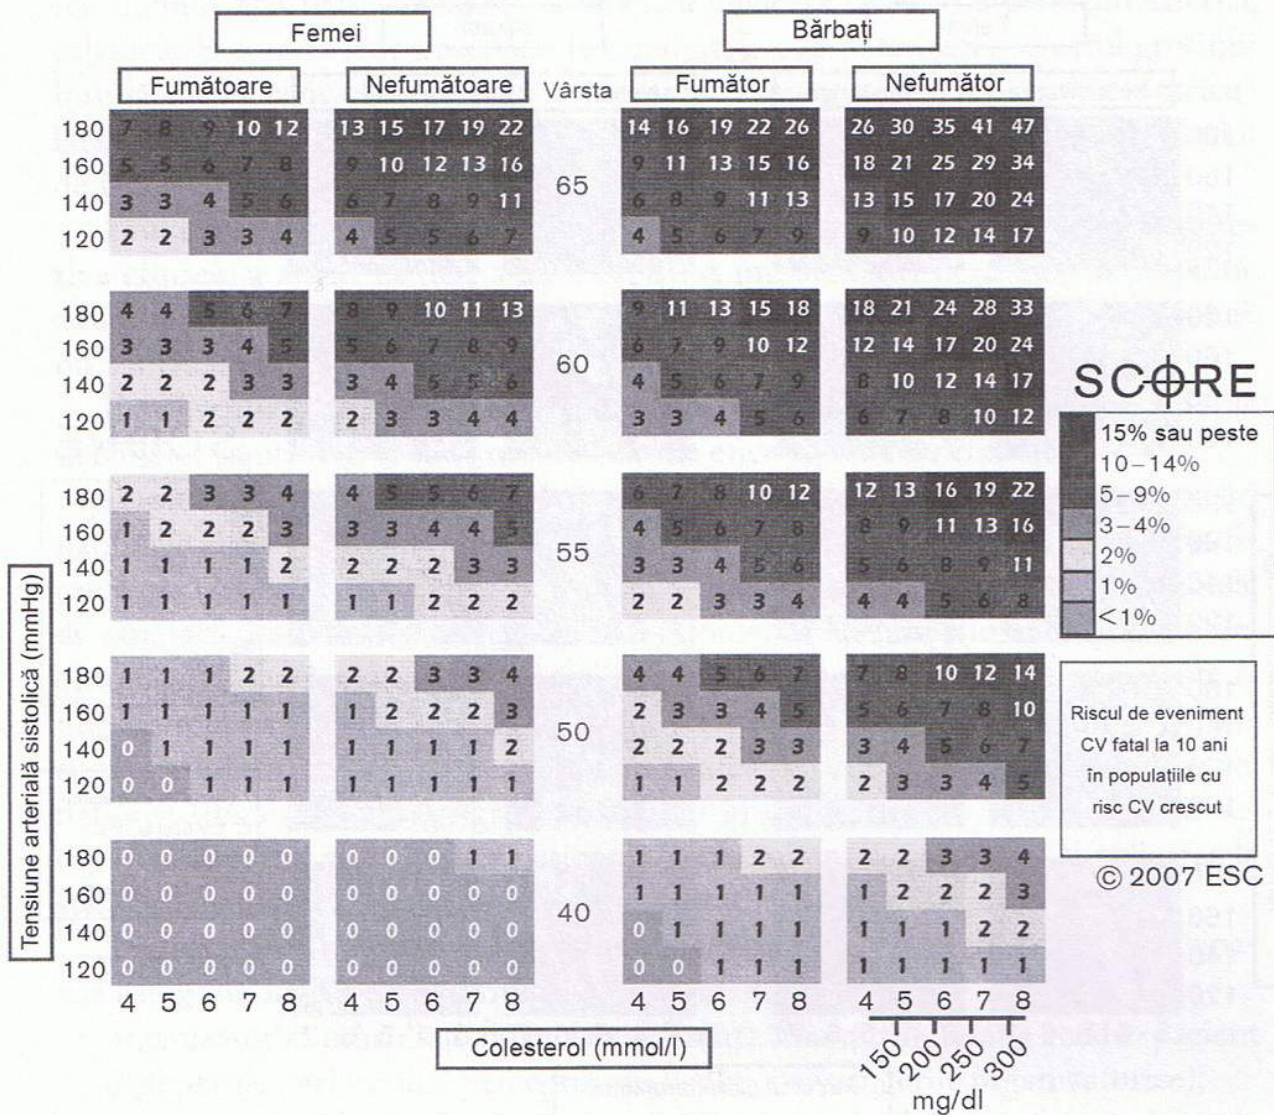 Femei Bărbați
Fumătoare Nefumătoare Vârsta Fumător Nefumător
180 7 8 9 10 12 13 15 17 19 22 14 16 19 22 26 26 30 35 41 47
160 5 5 6 7 8 9 10 12 13 16 9 11 13 15 16 18 21 25 29 34
65
140 3 3 4 5 6 6 7 8 9 11 6 8 9 11 13 13 15 17 20 24
120 2 2 3 3 4 4 5 5 6 7 4 5 6 7 9 9 10 12 14 17
180 4 4 5 6 7 8 9 10 11 13 9 11 13 15 18 18 21 24 28 33
160 3 3 3 4 5 5 6 7 8 9 6 7 9 10 12 12 14 17 20 24
60
140 2 2 2 3 3 3 4 5 5 6 4 5 6 7 9 8 10 12 14 17
120 1 1 2 2 2 2 3 3 4 4 3 3 4 5 6 6 7 8 10 12
180 2 2 3 3 4 4 5 5 6 7 6 7 8 10 12 12 13 16 19 22
160 1 2 2 2 3 3 3 4 4 5 4 5 6 7 8 8 9 11 13 16
55
140 1 1 1 1 2 2 2 2 3 3 3 3 4 5 6 5 6 8 9 11
120 1 1 1 1 1 1 1 2 2 2 2 2 3 3 4 4 4 5 6 8
180 1 1 1 2 2 2 2 3 3 4 4 4 5 6 7 7 8 10 12 14
160 1 1 1 1 1 1 2 2 2 3 2 3 3 4 5 5 6 7 8 10
50
140 0 1 1 1 1 1 1 1 1 2 2 2 2 3 3 3 4 5 6 7
120 0 0 1 1 1 1 1 1 1 1 1 1 2 2 2 2 3 3 4 5
180 0 0 0 0 0 0 0 0 1 1 1 1 1 2 2 2 2 3 3 4
160 0 0 0 0 0 0 0 0 0 0 1 1 1 1 1 1 2 2 2 3
40
140 0 0 0 0 0 0 0 0 0 0 0 1 1 1 1 1 1 1 2 2
120 0 0 0 0 0 0 0 0 0 0 0 0 1 1 1 1 1 1 1 1
4 5 6 7 8 4 5 6 7 8 4 5 6 7 8 4 5 6 7 8
Tensiune arterială sistolică (mmHg)
Colesterol (mmol/l)
150 200 250 300
mg/dl
SCORE
15% sau peste
10–14%
5–9%
3–4%
2%
1%
<1%
Riscul de eveniment
CV fatal la 10 ani
în populațiile cu
risc CV crescut
© 2007 ESC